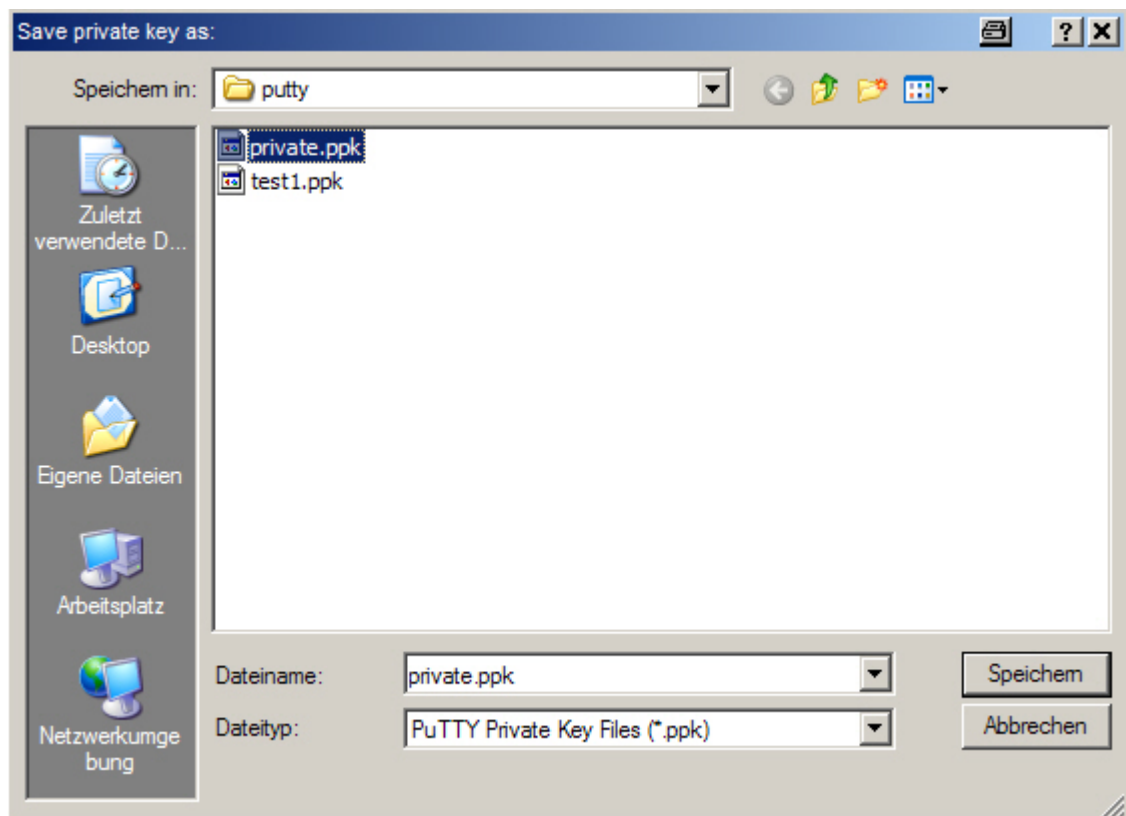 Save private key as:
Speichern in:
putty
private.ppk
test1.ppk
Zuletzt
verwendete D...
Desktop
Eigene Dateien
Arbeitsplatz
Netzwerkumge
bung
Dateiname:
private.ppk
Speichern
Dateityp:
PuTTY Private Key Files (*.ppk)
Abbrechen